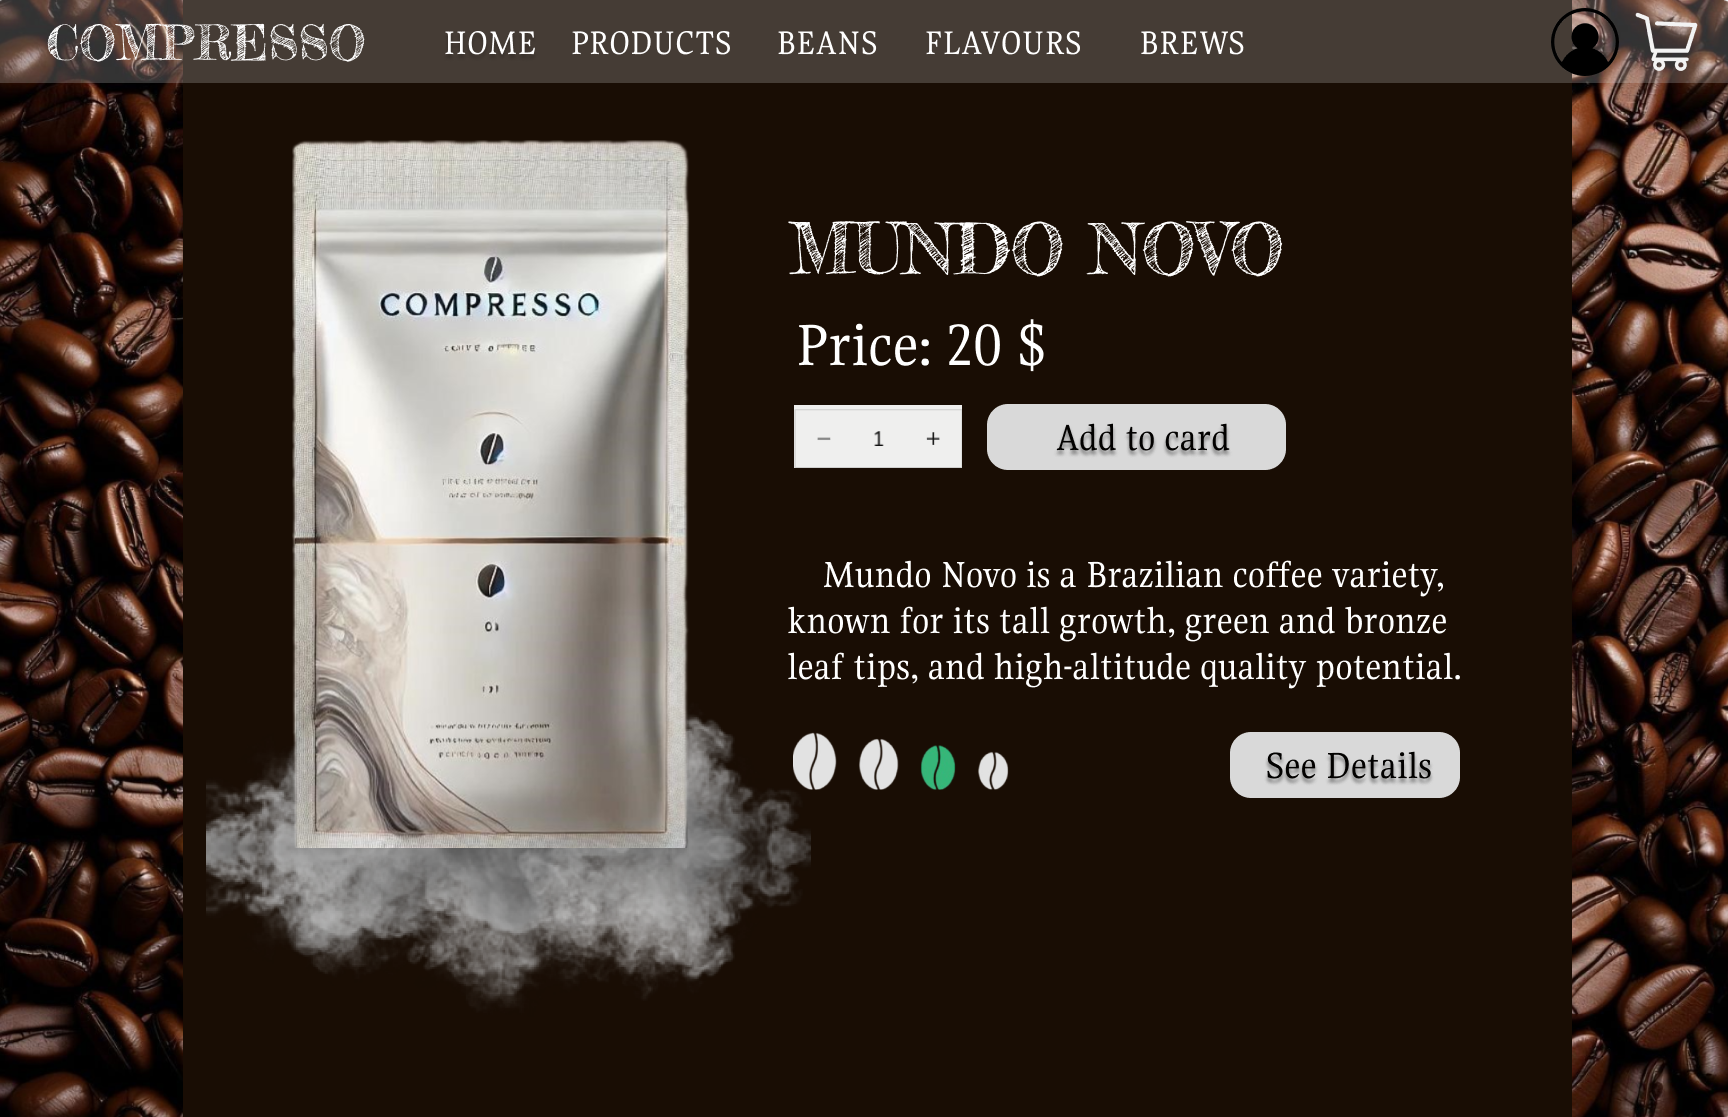 COMPRESSO
HOME PRODUCTS BEANS FLAVOURS BREWS
COMPRESSO
MUNDO NOVO
Price: 20 $
− 1 +
Add to card
Mundo Novo is a Brazilian coffee variety,
known for its tall growth, green and bronze
leaf tips, and high-altitude quality potential.
See Details